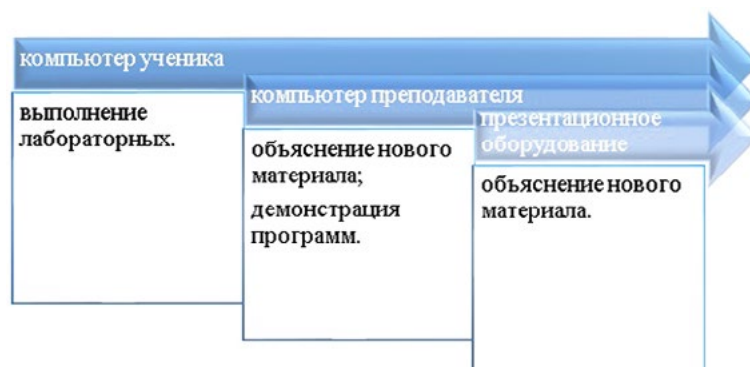 компьютер ученика
выполнение
лабораторных.
компьютер преподавателя
объяснение нового
материала;
демонстрация
программ.
презентационное
оборудование
объяснение нового
материала.